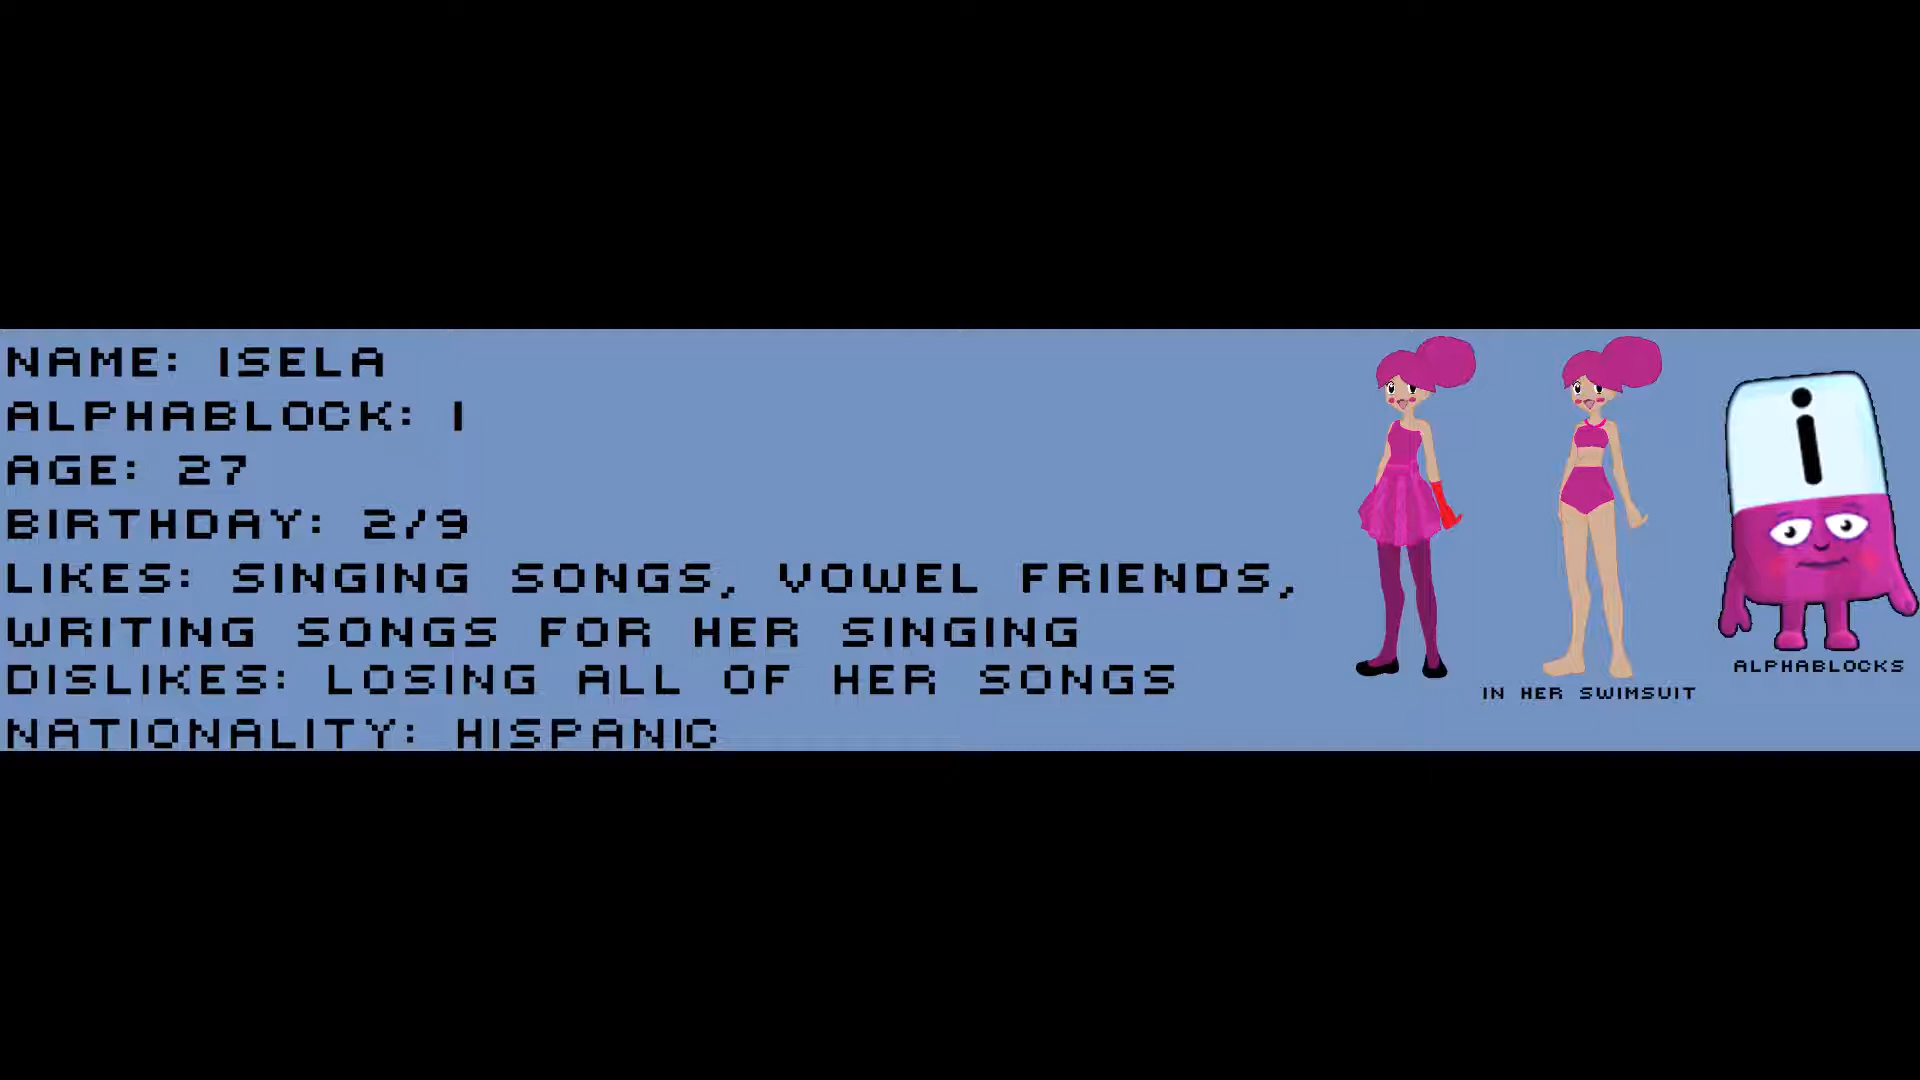 NAME: ISELA
ALPHABLOCK: I
AGE: 27
BIRTHDAY: 2/9
LIKES: SINGING SONGS, VOWEL FRIENDS,
WRITING SONGS FOR HER SINGING
DISLIKES: LOSING ALL OF HER SONGS
NATIONALITY: HISPANIC
IN HER SWIMSUIT
i
ALPHABLOCKS